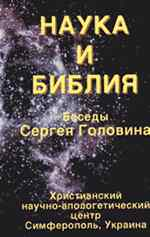 НАУКА
И
БИБЛИЯ
Беседы
Сергея Головина
Христианский
научно-апологетический
центр
Симферополь, Украина